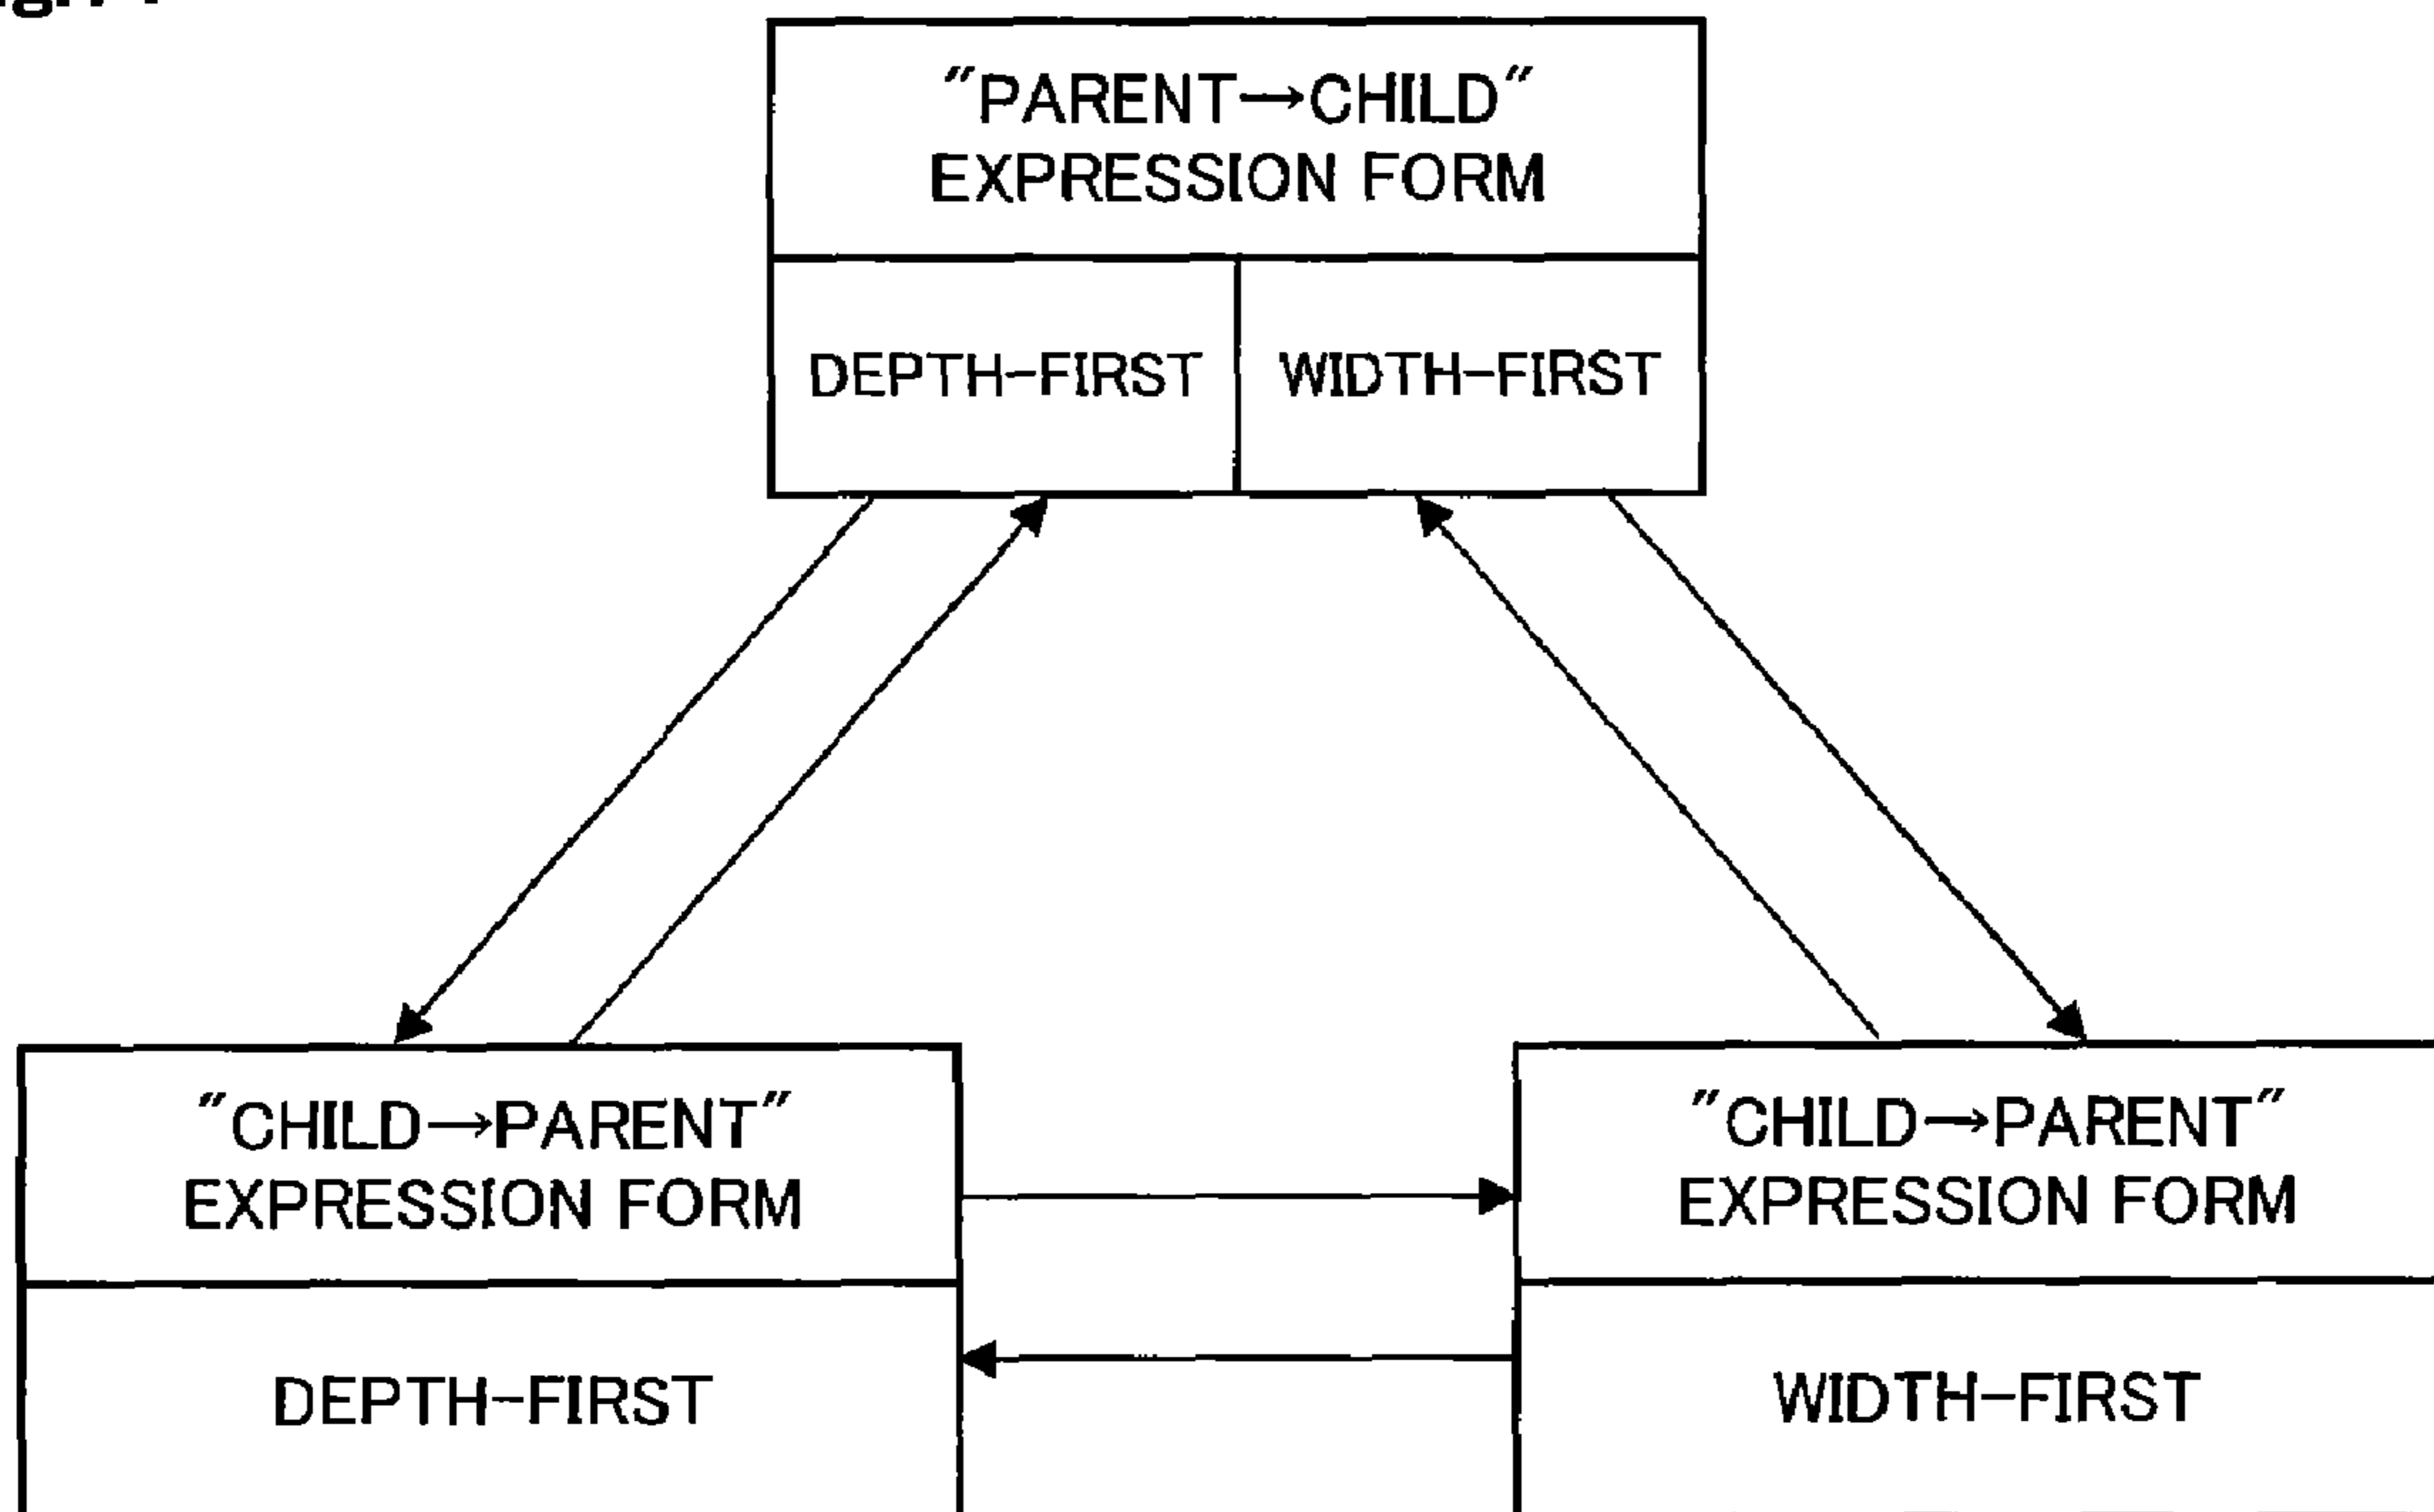 "PARENT→CHILD"
EXPRESSION FORM
DEPTH-FIRST
WIDTH-FIRST
"CHILD→PARENT"
EXPRESSION FORM
DEPTH-FIRST
"CHILD→PARENT"
EXPRESSION FORM
WIDTH-FIRST